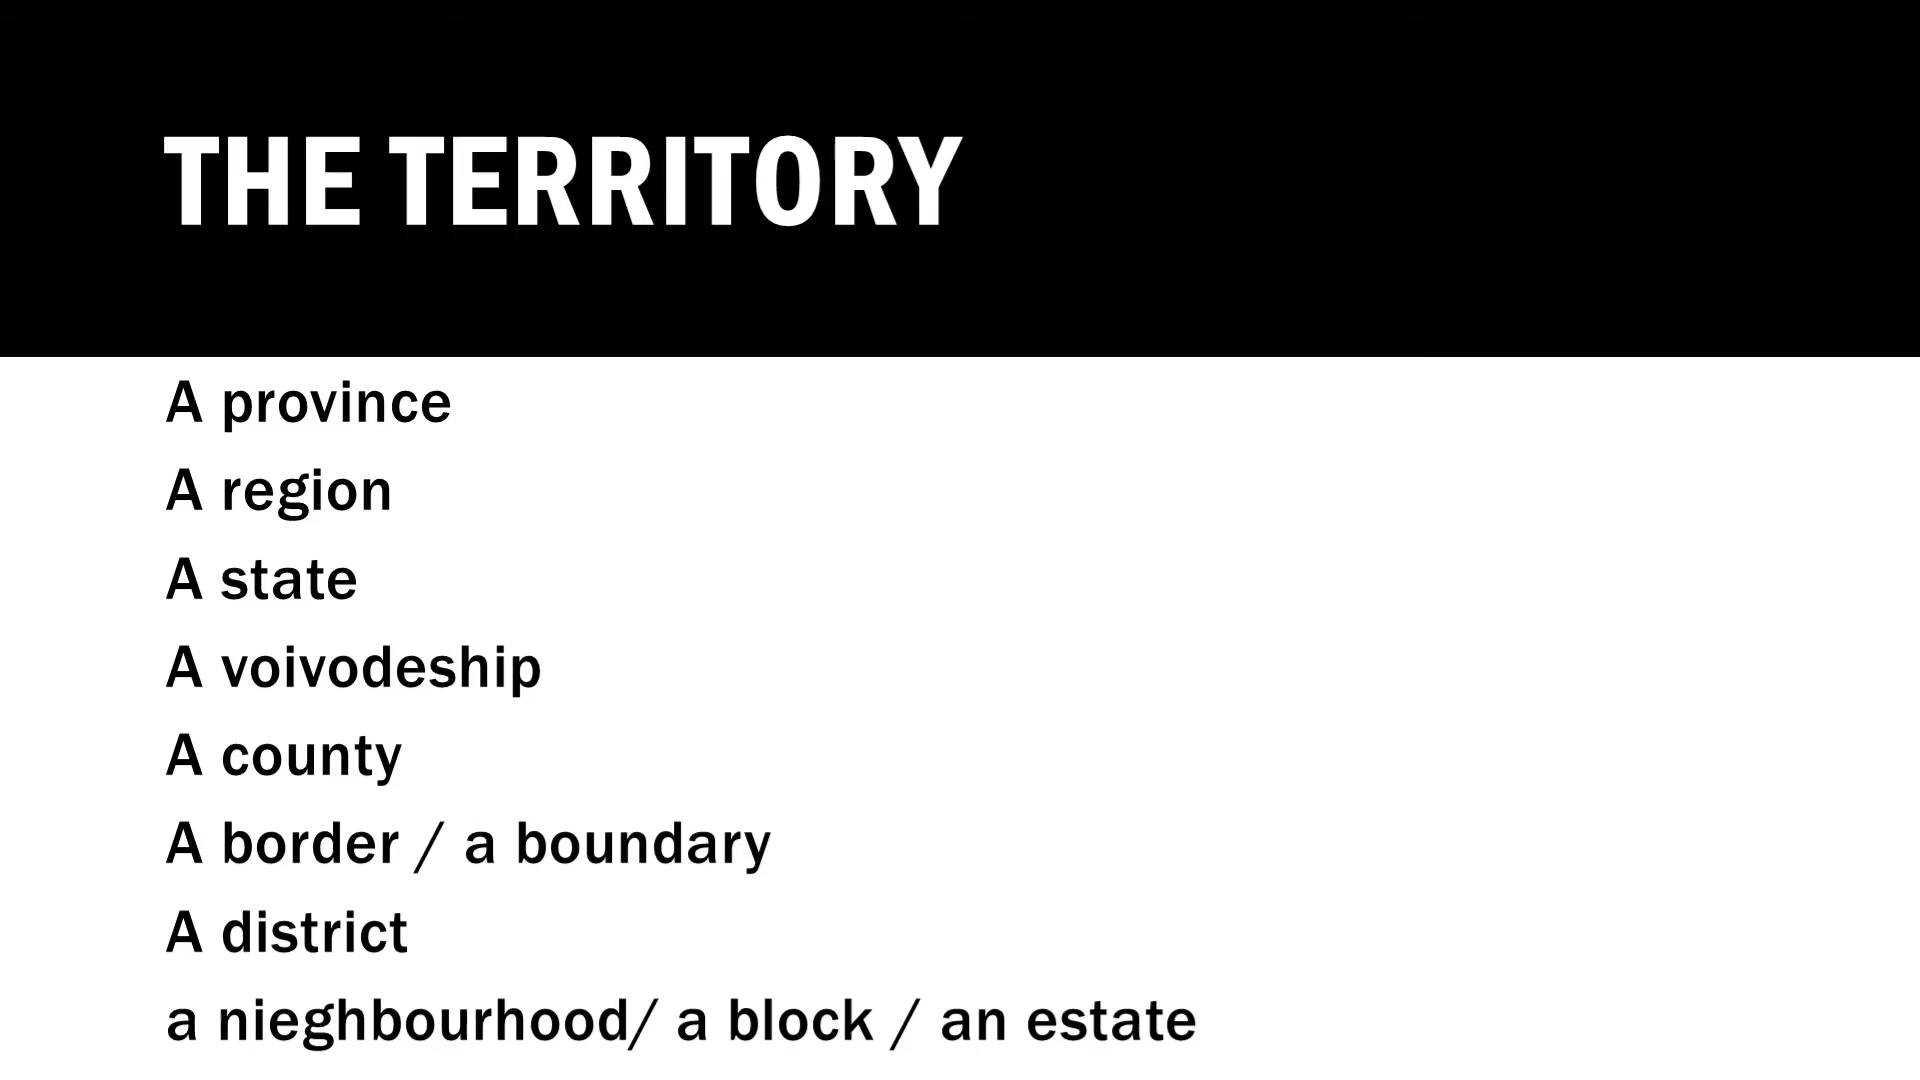 THE TERRITORY
A province
A region
A state
A voivodeship
A county
A border / a boundary
A district
a nieghbourhood/ a block / an estate